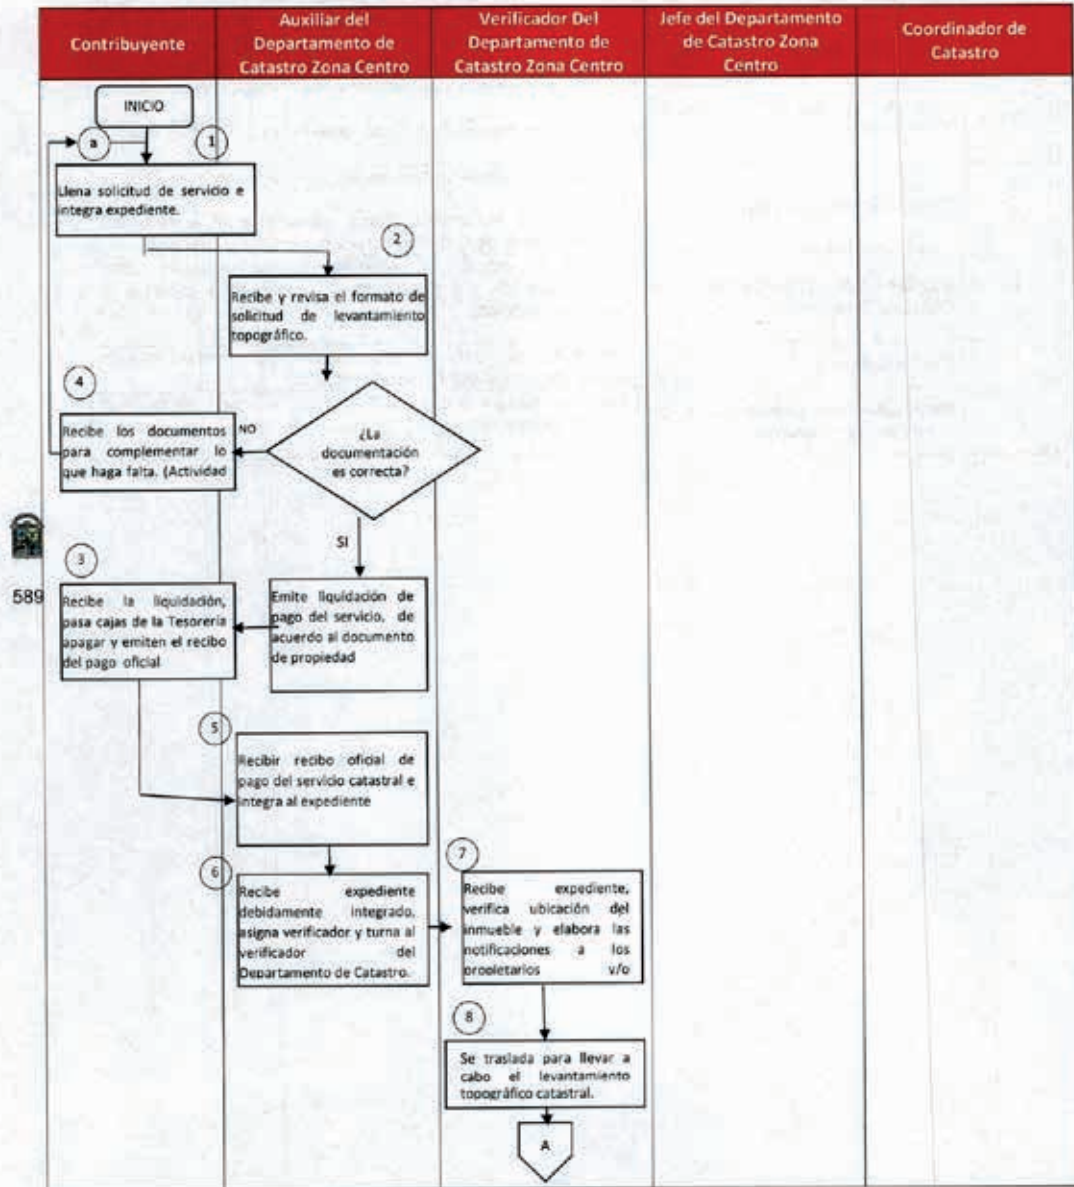 Contribuyente
Auxiliar del
Departamento de
Catastro Zona Centro
Verificador Del
Departamento de
Catastro Zona Centro
Jefe del Departamento
de Catastro Zona
Centro
Coordinador de
Catastro
INICIO
a
1
Llena solicitud de servicio e
integra expediente.
2
Recibe y revisa el formato de
solicitud de levantamiento
topográfico.
4
Recibe los documentos
para complementar lo
que haga falta. (Actividad
NO
¿La
documentación
es correcta?
SI
3
589
Recibe la liquidación,
pasa cajas de la Tesorería
apagar y emiten el recibo
del pago oficial
Emite liquidación de
pago del servicio, de
acuerdo al documento
de propiedad
5
Recibir recibo oficial de
pago del servicio catastral e
integra al expediente
6
Recibe expediente
debidamente integrado,
asigna verificador y turna al
verificador del
Departamento de Catastro.
7
Recibe expediente,
verifica ubicación del
inmueble y elabora las
notificaciones a los
propietarios y/o
8
Se traslada para llevar a
cabo el levantamiento
topográfico catastral.
A